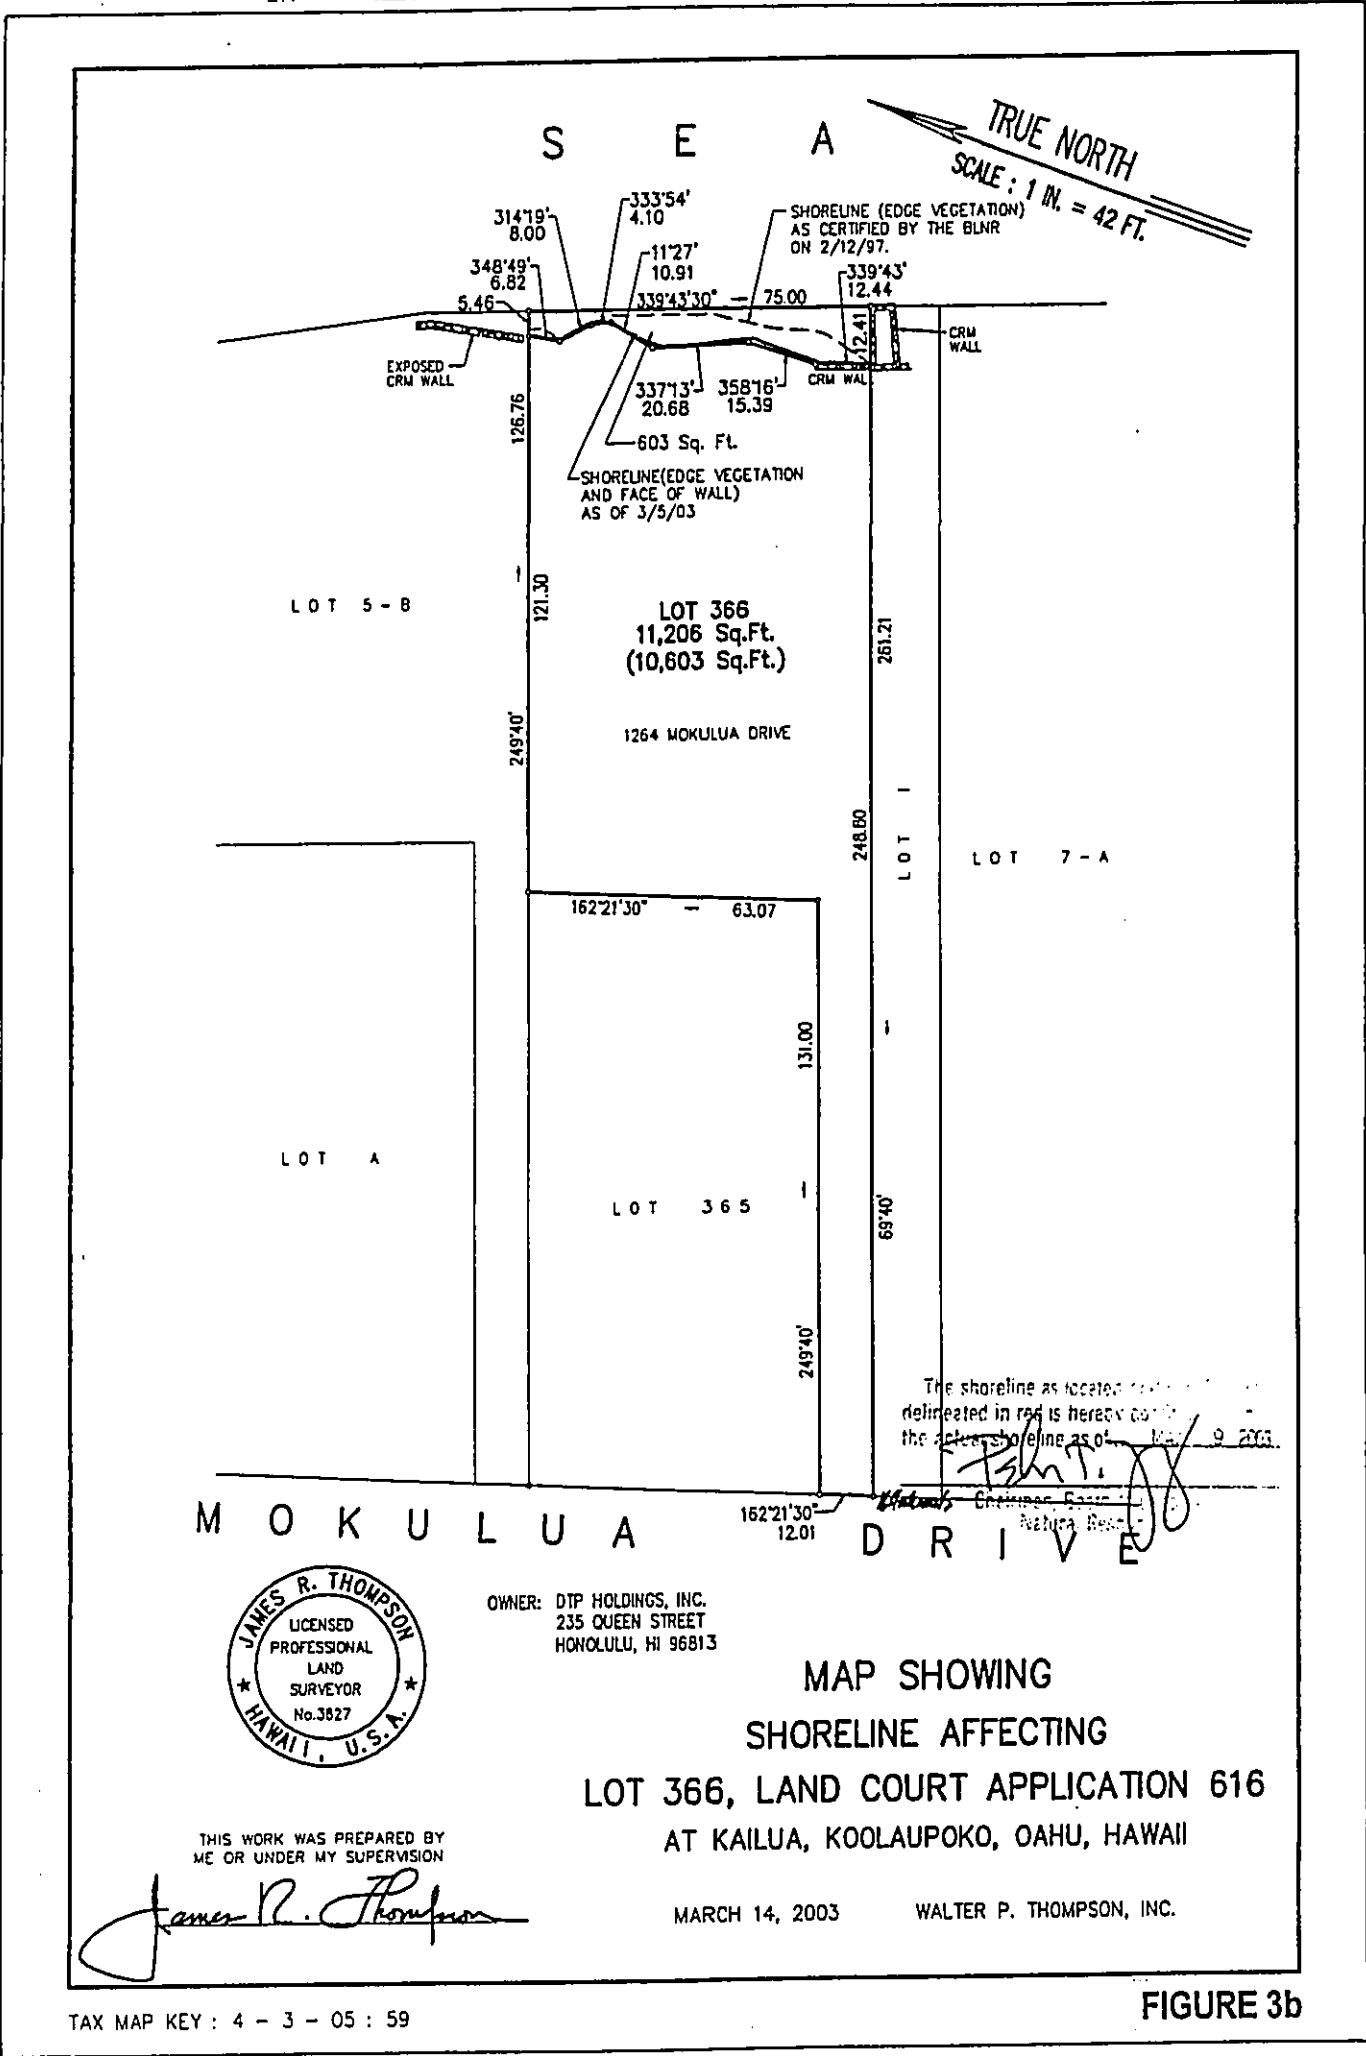 S E A
TRUE NORTH
SCALE : 1 IN. = 42 FT.
333°54'
4.10
314°19'
8.00
SHORELINE (EDGE VEGETATION)
AS CERTIFIED BY THE BLNR
ON 2/12/97.
11°27'
10.91
348°49'
6.82
339°43'
12.44
5.46
339°43'30" — 75.00
12.41
CRM
WALL
EXPOSED
CRM WALL
CRM WAL
337°13'
20.68
358°16'
15.39
126.76
603 Sq. Ft.
SHORELINE(EDGE VEGETATION
AND FACE OF WALL)
AS OF 3/5/03
121.30
LOT 5-B
LOT 366
11,206 Sq.Ft.
(10,603 Sq.Ft.)
261.21
249°40'
1264 MOKULUA DRIVE
248.80
LOT 1
LOT 7-A
162°21'30" — 63.07
131.00
LOT A
LOT 365
69°40'
249°40'
The shoreline as located
delineated in red is hereby
the actual shoreline as of 9 2003
Chairman,
Natural
162°21'30"
12.01
MOKULUA DRIVE
JAMES R. THOMPSON
LICENSED
PROFESSIONAL
LAND
SURVEYOR
No.3627
★ HAWAII, U.S.A. ★
OWNER: DTP HOLDINGS, INC.
235 QUEEN STREET
HONOLULU, HI 96813
MAP SHOWING
SHORELINE AFFECTING
LOT 366, LAND COURT APPLICATION 616
AT KAILUA, KOOLAUPOKO, OAHU, HAWAII
THIS WORK WAS PREPARED BY
ME OR UNDER MY SUPERVISION
James R. Thompson
MARCH 14, 2003 WALTER P. THOMPSON, INC.
TAX MAP KEY : 4 - 3 - 05 : 59
FIGURE 3b